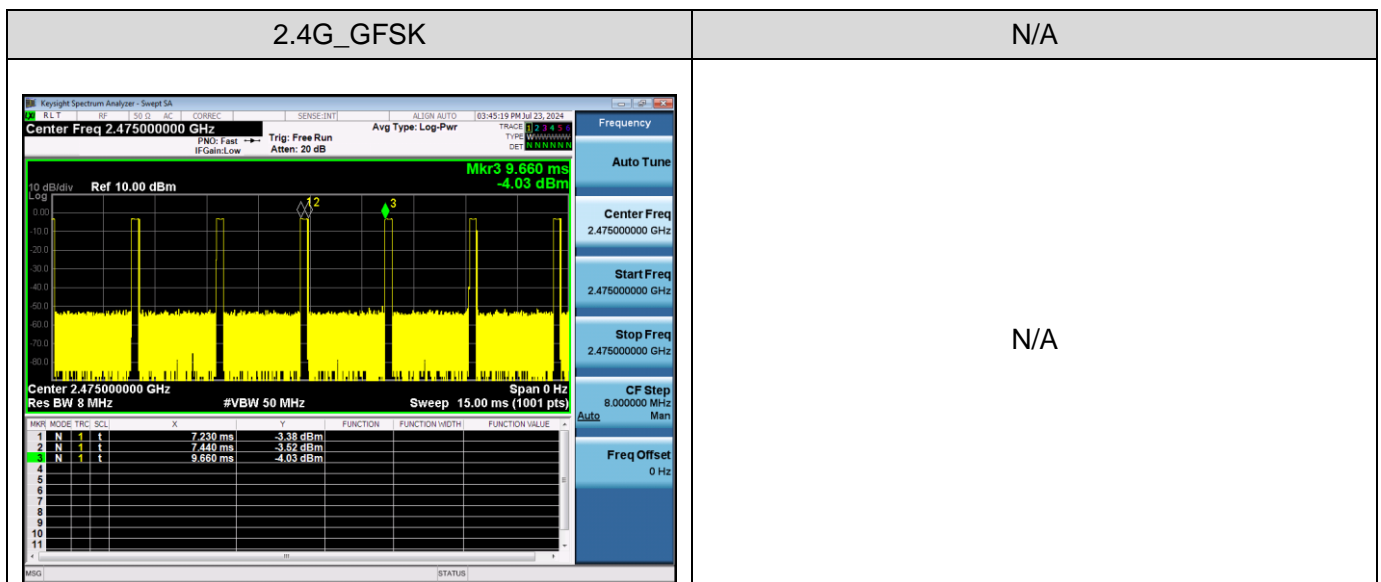 2.4G_GFSK N/A
Keysight Spectrum Analyzer - Swept SA
RLT RF 50 Ω AC CORREC SENSE:INT ALIGN AUTO 03:45:19 PM Jul 23, 2024
Center Freq 2.475000000 GHz Avg Type: Log-Pwr TRACE 1 2 3 4 5 6
PNO: Fast Trig: Free Run TYPE W
IFGain:Low Atten: 20 dB DET N N N N N N
Frequency
Auto Tune
Mkr3 9.660 ms
-4.03 dBm
10 dB/div Ref 10.00 dBm
Log
1 2 3
0.00
-10.0
-20.0
-30.0
-40.0
-50.0
-60.0
-70.0
-80.0
Center Freq
2.475000000 GHz
Start Freq
2.475000000 GHz
Stop Freq
2.475000000 GHz
Center 2.475000000 GHz Span 0 Hz
Res BW 8 MHz #VBW 50 MHz Sweep 15.00 ms (1001 pts)
CF Step
8.000000 MHz
Auto Man
MKR MODE TRC SCL X Y FUNCTION FUNCTION WIDTH FUNCTION VALUE
1 N 1 t 7.230 ms -3.38 dBm
2 N 1 t 7.440 ms -3.52 dBm
3 N 1 t 9.660 ms -4.03 dBm
4
5
6
7
8
9
10
11
Freq Offset
0 Hz
MSG STATUS
N/A